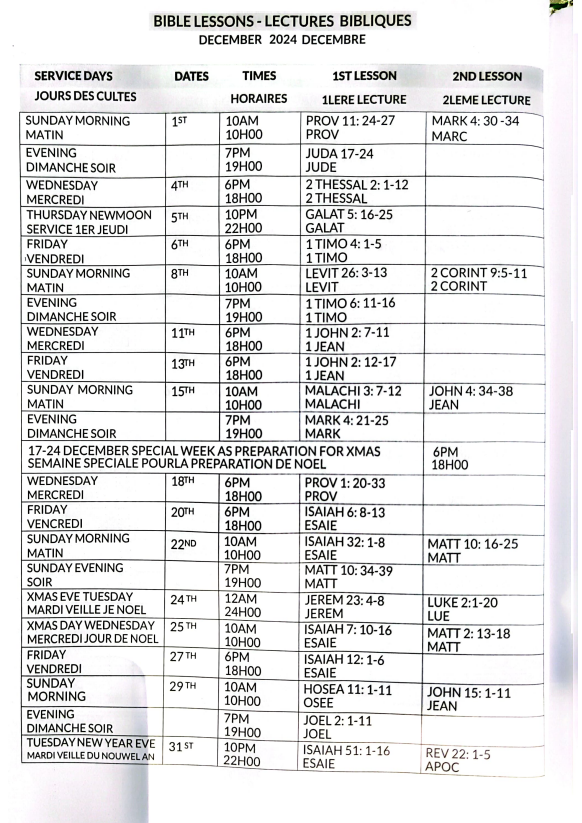 BIBLE LESSONS - LECTURES BIBLIQUES
DECEMBER 2024 DECEMBRE
SERVICE DAYS DATES TIMES 1ST LESSON 2ND LESSON
JOURS DES CULTES HORAIRES 1LERE LECTURE 2LEME LECTURE
SUNDAY MORNING 1ST 10AM PROV 11: 24-27 MARK 4: 30 -34
MATIN 10H00 PROV MARC
EVENING 7PM JUDA 17-24
DIMANCHE SOIR 19H00 JUDE
WEDNESDAY 4TH 6PM 2 THESSAL 2: 1-12
MERCREDI 18H00 2 THESSAL
THURSDAY NEWMOON 5TH 10PM GALAT 5: 16-25
SERVICE 1ER JEUDI 22H00 GALAT
FRIDAY 6TH 6PM 1 TIMO 4: 1-5
VENDREDI 18H00 1 TIMO
SUNDAY MORNING 8TH 10AM LEVIT 26: 3-13 2 CORINT 9:5-11
MATIN 10H00 LEVIT 2 CORINT
EVENING 7PM 1 TIMO 6: 11-16
DIMANCHE SOIR 19H00 1 TIMO
WEDNESDAY 11TH 6PM 1 JOHN 2: 7-11
MERCREDI 18H00 1 JEAN
FRIDAY 13TH 6PM 1 JOHN 2: 12-17
VENDREDI 18H00 1 JEAN
SUNDAY MORNING 15TH 10AM MALACHI 3: 7-12 JOHN 4: 34-38
MATIN 10H00 MALACHI JEAN
EVENING 7PM MARK 4: 21-25
DIMANCHE SOIR 19H00 MARK
17-24 DECEMBER SPECIAL WEEK AS PREPARATION FOR XMAS 6PM
SEMAINE SPECIALE POURLA PREPARATION DE NOEL 18H00
WEDNESDAY 18TH 6PM PROV 1: 20-33
MERCREDI 18H00 PROV
FRIDAY 20TH 6PM ISAIAH 6: 8-13
VENCREDI 18H00 ESAIE
SUNDAY MORNING 22ND 10AM ISAIAH 32: 1-8 MATT 10: 16-25
MATIN 10H00 ESAIE MATT
SUNDAY EVENING 7PM MATT 10: 34-39
SOIR 19H00 MATT
XMAS EVE TUESDAY 24TH 12AM JEREM 23: 4-8 LUKE 2:1-20
MARDI VEILLE JE NOEL 24H00 JEREM LUE
XMAS DAY WEDNESDAY 25TH 10AM ISAIAH 7: 10-16 MATT 2: 13-18
MERCREDI JOUR DE NOEL 10H00 ESAIE MATT
FRIDAY 27TH 6PM ISAIAH 12: 1-6
VENDREDI 18H00 ESAIE
SUNDAY 29TH 10AM HOSEA 11: 1-11 JOHN 15: 1-11
MORNING 10H00 OSEE JEAN
EVENING 7PM JOEL 2: 1-11
DIMANCHE SOIR 19H00 JOEL
TUESDAY NEW YEAR EVE 31ST 10PM ISAIAH 51: 1-16 REV 22: 1-5
MARDI VEILLE DU NOUWEL AN 22H00 ESAIE APOC